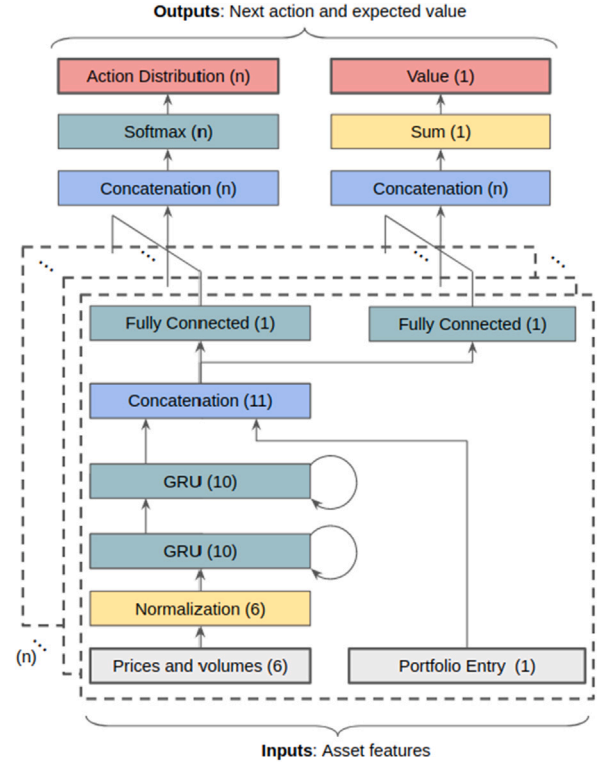 Outputs: Next action and expected value
Action Distribution (n)
Value (1)
Softmax (n)
Sum (1)
Concatenation (n)
Concatenation (n)
Fully Connected (1)
Fully Connected (1)
Concatenation (11)
GRU (10)
GRU (10)
Normalization (6)
(n)
Prices and volumes (6)
Portfolio Entry (1)
Inputs: Asset features